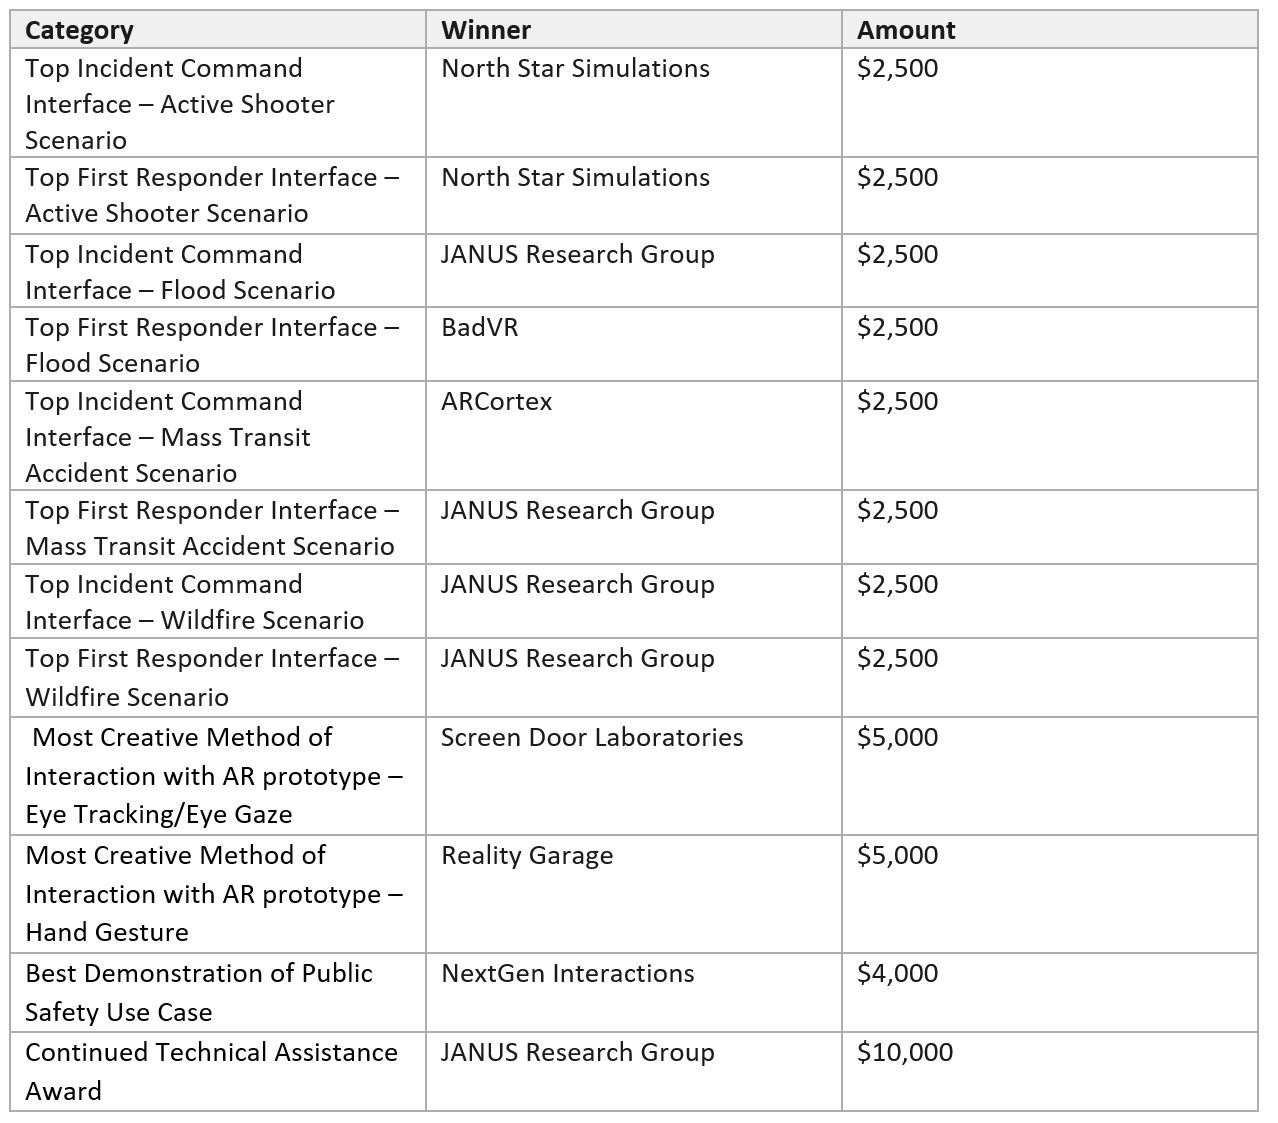 Category Winner Amount
Top Incident Command North Star Simulations $2,500
Interface – Active Shooter
Scenario
Top First Responder Interface – North Star Simulations $2,500
Active Shooter Scenario
Top Incident Command JANUS Research Group $2,500
Interface – Flood Scenario
Top First Responder Interface – BadVR $2,500
Flood Scenario
Top Incident Command ARCortex $2,500
Interface – Mass Transit
Accident Scenario
Top First Responder Interface – JANUS Research Group $2,500
Mass Transit Accident Scenario
Top Incident Command JANUS Research Group $2,500
Interface – Wildfire Scenario
Top First Responder Interface – JANUS Research Group $2,500
Wildfire Scenario
Most Creative Method of Screen Door Laboratories $5,000
Interaction with AR prototype –
Eye Tracking/Eye Gaze
Most Creative Method of Reality Garage $5,000
Interaction with AR prototype –
Hand Gesture
Best Demonstration of Public NextGen Interactions $4,000
Safety Use Case
Continued Technical Assistance JANUS Research Group $10,000
Award